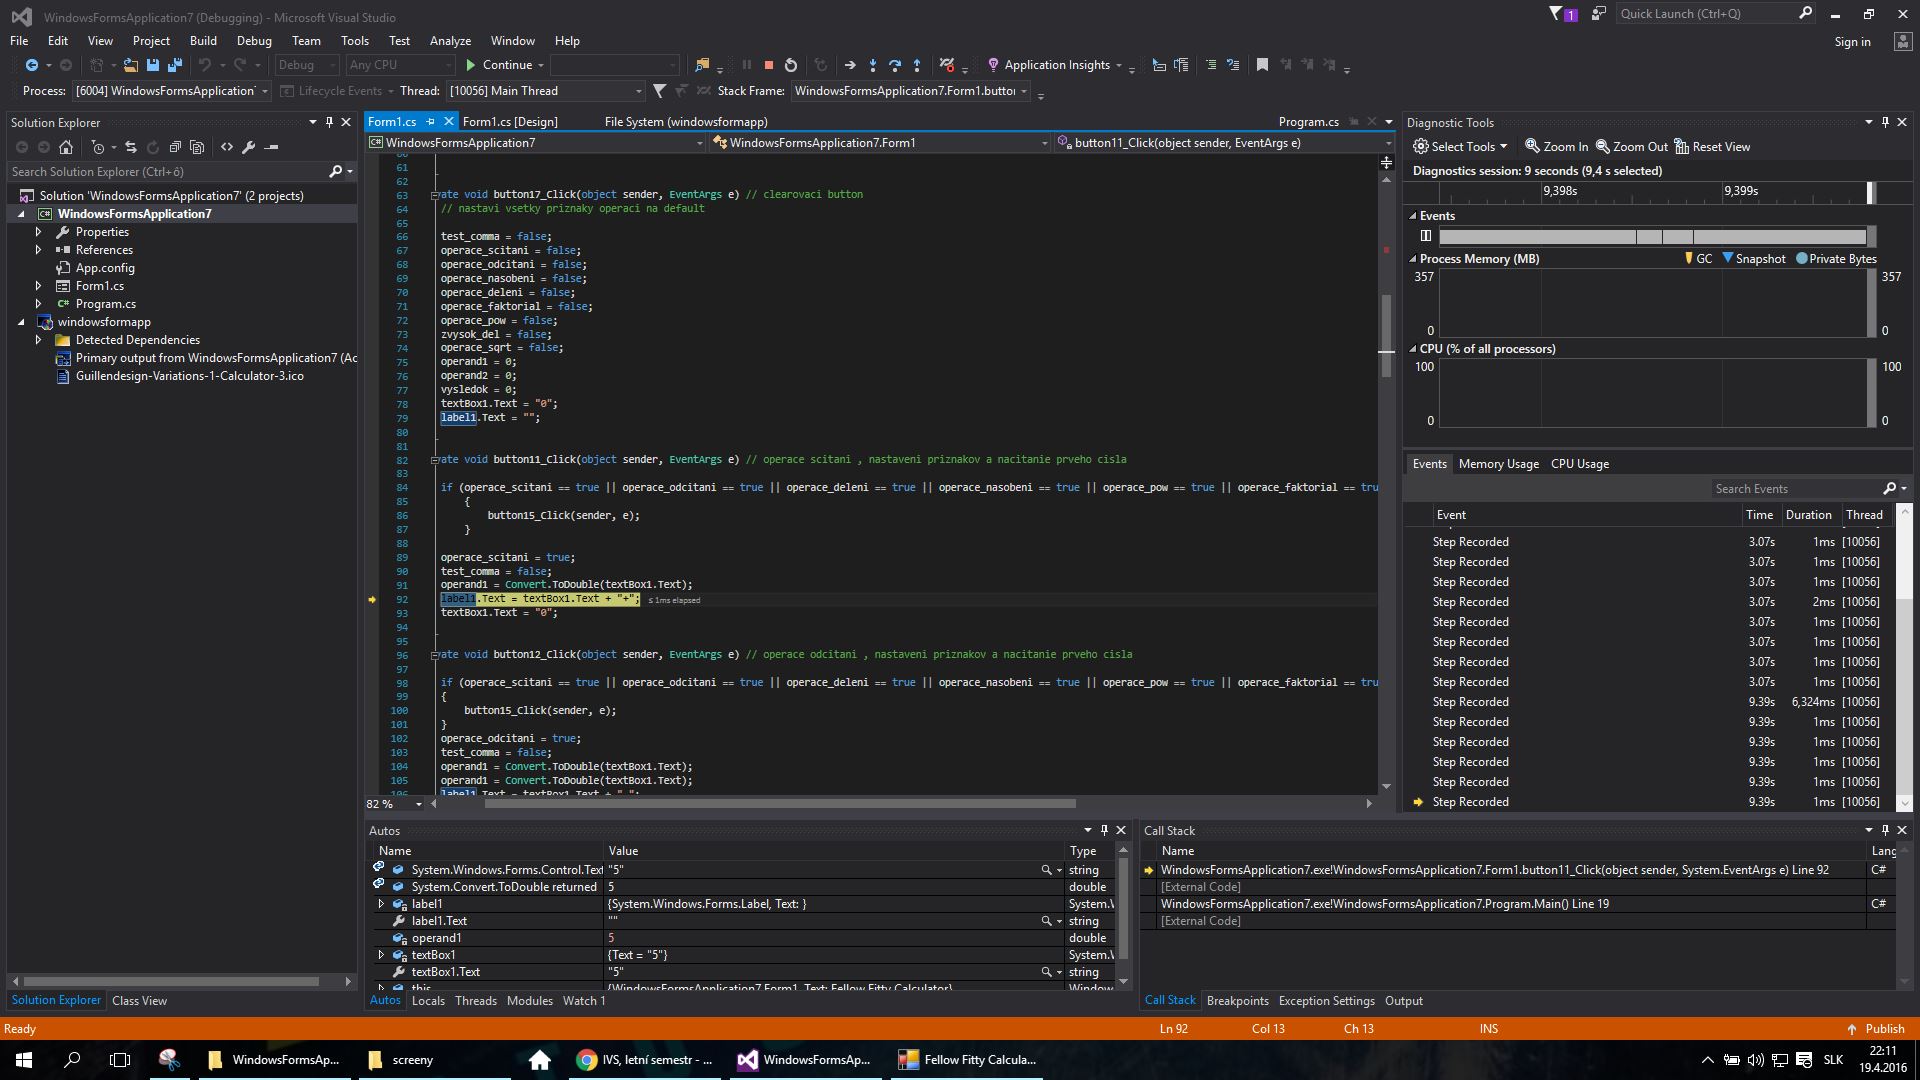 WindowsFormsApplication7 (Debugging) - Microsoft Visual Studio
1
Quick Launch (Ctrl+Q)
File Edit View Project Build Debug Team Tools Test Analyze Window Help
Sign in
Debug Any CPU Continue Application Insights
Process: [6004] WindowsFormsApplication Lifecycle Events Thread: [10056] Main Thread Stack Frame: WindowsFormsApplication7.Form1.button
Solution Explorer
Search Solution Explorer (Ctrl+ô)
Solution 'WindowsFormsApplication7' (2 projects)
WindowsFormsApplication7
Properties
References
App.config
Form1.cs
Program.cs
windowsformapp
Detected Dependencies
Primary output from WindowsFormsApplication7 (Ac
Guillendesign-Variations-1-Calculator-3.ico
Solution Explorer Class View
Form1.cs Form1.cs [Design] File System (windowsformapp) Program.cs
WindowsFormsApplication7 WindowsFormsApplication7.Form1 button11_Click(object sender, EventArgs e)
61
62
63 ate void button17_Click(object sender, EventArgs e) // clearovaci button
64 // nastavi vsetky priznaky operaci na default
65
66 test_comma = false;
67 operace_scitani = false;
68 operace_odcitani = false;
69 operace_nasobeni = false;
70 operace_deleni = false;
71 operace_faktorial = false;
72 operace_pow = false;
73 zvysok_del = false;
74 operace_sqrt = false;
75 operand1 = 0;
76 operand2 = 0;
77 vysledok = 0;
78 textBox1.Text = "0";
79 label1.Text = "";
80
81
82 ate void button11_Click(object sender, EventArgs e) // operace scitani , nastaveni priznakov a nacitanie prveho cisla
83
84 if (operace_scitani == true || operace_odcitani == true || operace_deleni == true || operace_nasobeni == true || operace_pow == true || operace_faktorial == tru
85 {
86 button15_Click(sender, e);
87 }
88
89 operace_scitani = true;
90 test_comma = false;
91 operand1 = Convert.ToDouble(textBox1.Text);
92 label1.Text = textBox1.Text + "+"; ≤ 1ms elapsed
93 textBox1.Text = "0";
94
95
96 ate void button12_Click(object sender, EventArgs e) // operace odcitani , nastaveni priznakov a nacitanie prveho cisla
97
98 if (operace_scitani == true || operace_odcitani == true || operace_deleni == true || operace_nasobeni == true || operace_pow == true || operace_faktorial == tru
99 {
100 button15_Click(sender, e);
101 }
102 operace_odcitani = true;
103 test_comma = false;
104 operand1 = Convert.ToDouble(textBox1.Text);
105 operand1 = Convert.ToDouble(textBox1.Text);
106 label1.Text = textBox1.Text + "-";
82 %
Diagnostic Tools
Select Tools Zoom In Zoom Out Reset View
Diagnostics session: 9 seconds (9,4 s selected)
9,398s 9,399s
Events
Process Memory (MB) GC Snapshot Private Bytes
357 357
0 0
CPU (% of all processors)
100 100
0 0
Events Memory Usage CPU Usage
Search Events
Event Time Duration Thread
Step Recorded 3.07s 1ms [10056]
Step Recorded 3.07s 1ms [10056]
Step Recorded 3.07s 1ms [10056]
Step Recorded 3.07s 2ms [10056]
Step Recorded 3.07s 1ms [10056]
Step Recorded 3.07s 1ms [10056]
Step Recorded 3.07s 1ms [10056]
Step Recorded 3.07s 1ms [10056]
Step Recorded 9.39s 6,324ms [10056]
Step Recorded 9.39s 1ms [10056]
Step Recorded 9.39s 1ms [10056]
Step Recorded 9.39s 1ms [10056]
Step Recorded 9.39s 1ms [10056]
Step Recorded 9.39s 1ms [10056]
Autos
Name Value Type
System.Windows.Forms.Control.Text "5" string
System.Convert.ToDouble returned 5 double
label1 {System.Windows.Forms.Label, Text: } System.W
label1.Text "" string
operand1 5 double
textBox1 {Text = "5"} System.W
textBox1.Text "5" string
this {WindowsFormsApplication7.Form1, Text: Fellow Fitty Calculator} Window
Autos Locals Threads Modules Watch 1
Call Stack
Name Lang
WindowsFormsApplication7.exe!WindowsFormsApplication7.Form1.button11_Click(object sender, System.EventArgs e) Line 92 C#
[External Code]
WindowsFormsApplication7.exe!WindowsFormsApplication7.Program.Main() Line 19 C#
[External Code]
Call Stack Breakpoints Exception Settings Output
Ready Ln 92 Col 13 Ch 13 INS Publish
WindowsFormsAp... screeny IVS, letní semestr - ... WindowsFormsAp... Fellow Fitty Calcula... SLK 22:11
19.4.2016